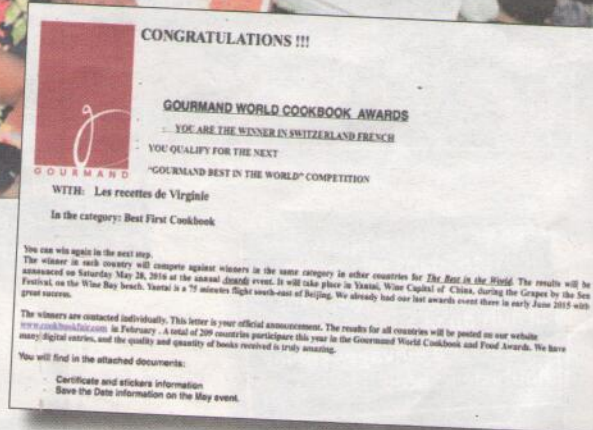 CONGRATULATIONS !!!
GOURMAND WORLD COOKBOOK AWARDS
: YOU ARE THE WINNER IN SWITZERLAND FRENCH
YOU QUALIFY FOR THE NEXT
"GOURMAND BEST IN THE WORLD" COMPETITION
g
GOURMAND
WITH: Les recettes de Virginie
In the category: Best First Cookbook
You can win again in the next step.
The winner in each country will compete against winners in the same category in other countries for The Best in the World. The results will be
announced on Saturday May 28, 2016 at the annual Awards event. It will take place in Yantai, Wine Capital of China, during the Grapes by the Sea
Festival, on the Wine Bay beach. Yantai is a 75 minutes flight south-east of Beijing. We already had our last awards event there in early June 2015 with
great success.
The winners are contacted individually. This letter is your official announcement. The results for all countries will be posted on our website
www.cookbookfair.com in February . A total of 209 countries participate this year in the Gourmand World Cookbook and Food Awards. We have
many digital entries, and the quality and quantity of books received is truly amazing.
You will find in the attached documents:
- Certificate and stickers information
- Save the Date information on the May event.